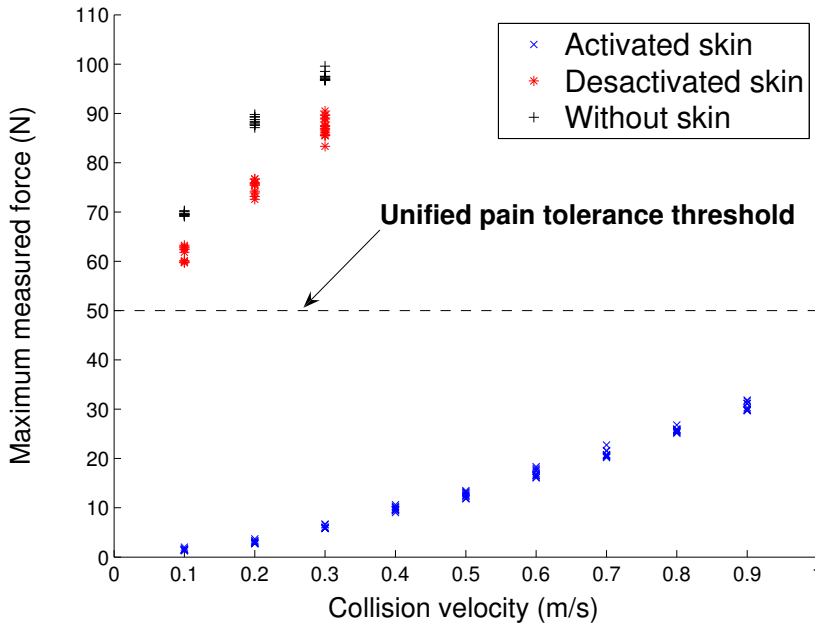 110
100
90
80
70
60
50
40
30
20
10
0
Maximum measured force (N)
Activated skin
Desactivated skin
Without skin
Unified pain tolerance threshold
0 0.1 0.2 0.3 0.4 0.5 0.6 0.7 0.8 0.9 1
Collision velocity (m/s)